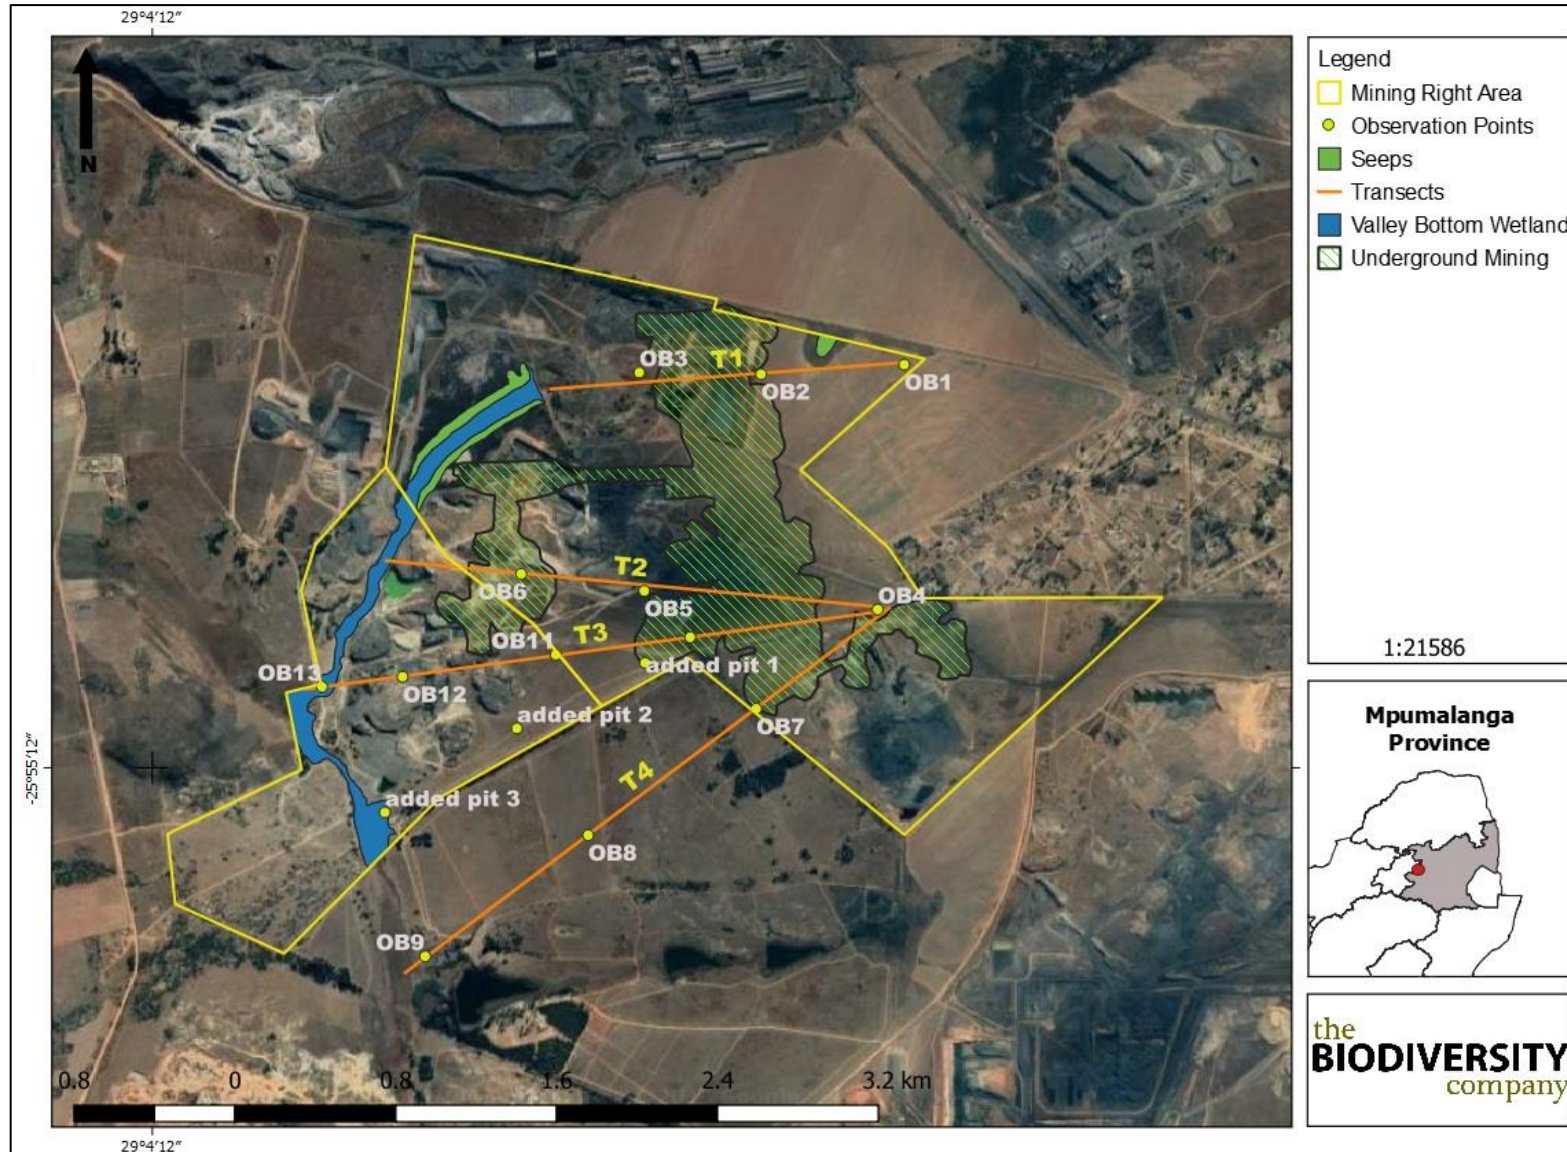 29°4'12"
N
OB3
T1
OB2
OB1
T2
OB6
OB5
OB4
OB11
T3
added pit 1
OB13
OB12
added pit 2
OB7
-25°55'12"
T4
added pit 3
OB8
OB9
0.8
0
0.8
1.6
2.4
3.2 km
29°4'12"
Legend
Mining Right Area
Observation Points
Seeps
Transects
Valley Bottom Wetland
Underground Mining
1:21586
Mpumalanga
Province
the
BIODIVERSITY
company